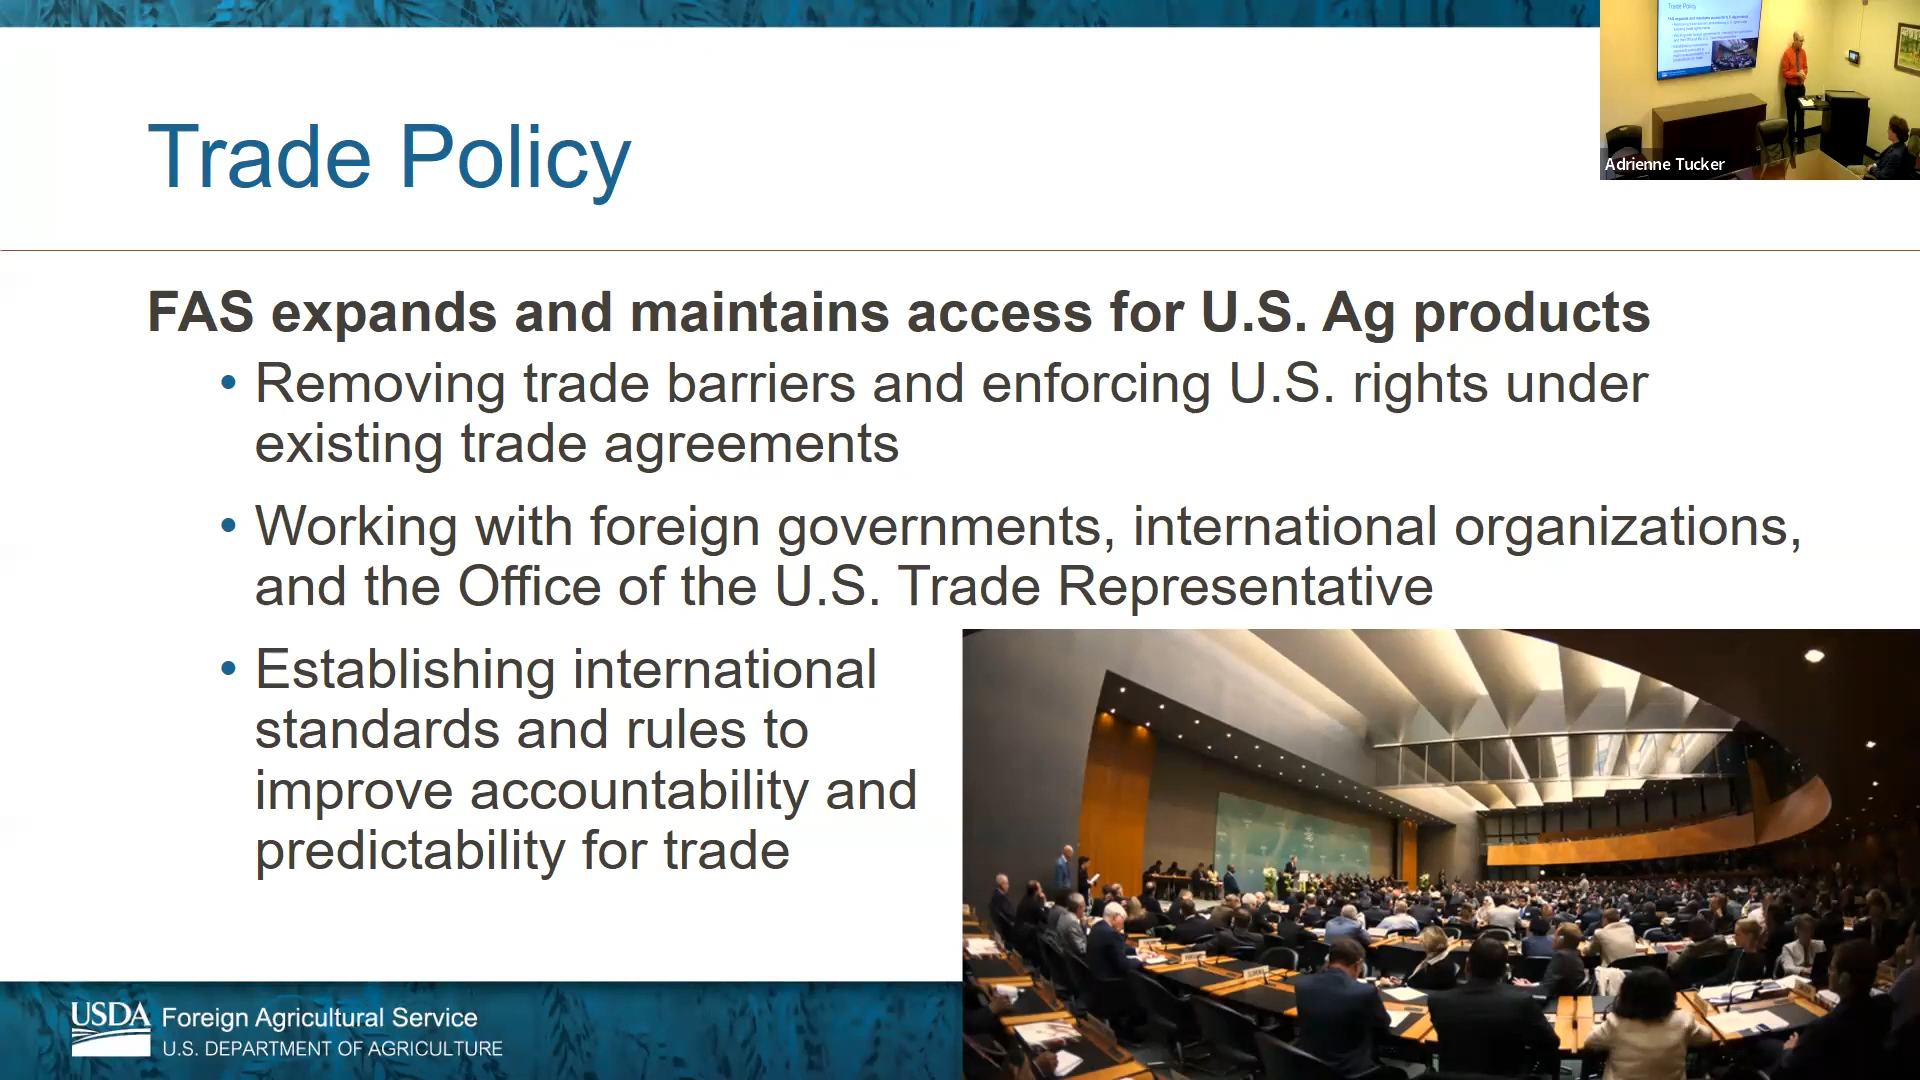 Trade Policy
Adrienne Tucker
FAS expands and maintains access for U.S. Ag products
• Removing trade barriers and enforcing U.S. rights under
existing trade agreements
• Working with foreign governments, international organizations,
and the Office of the U.S. Trade Representative
• Establishing international
standards and rules to
improve accountability and
predictability for trade
USDA Foreign Agricultural Service
U.S. DEPARTMENT OF AGRICULTURE